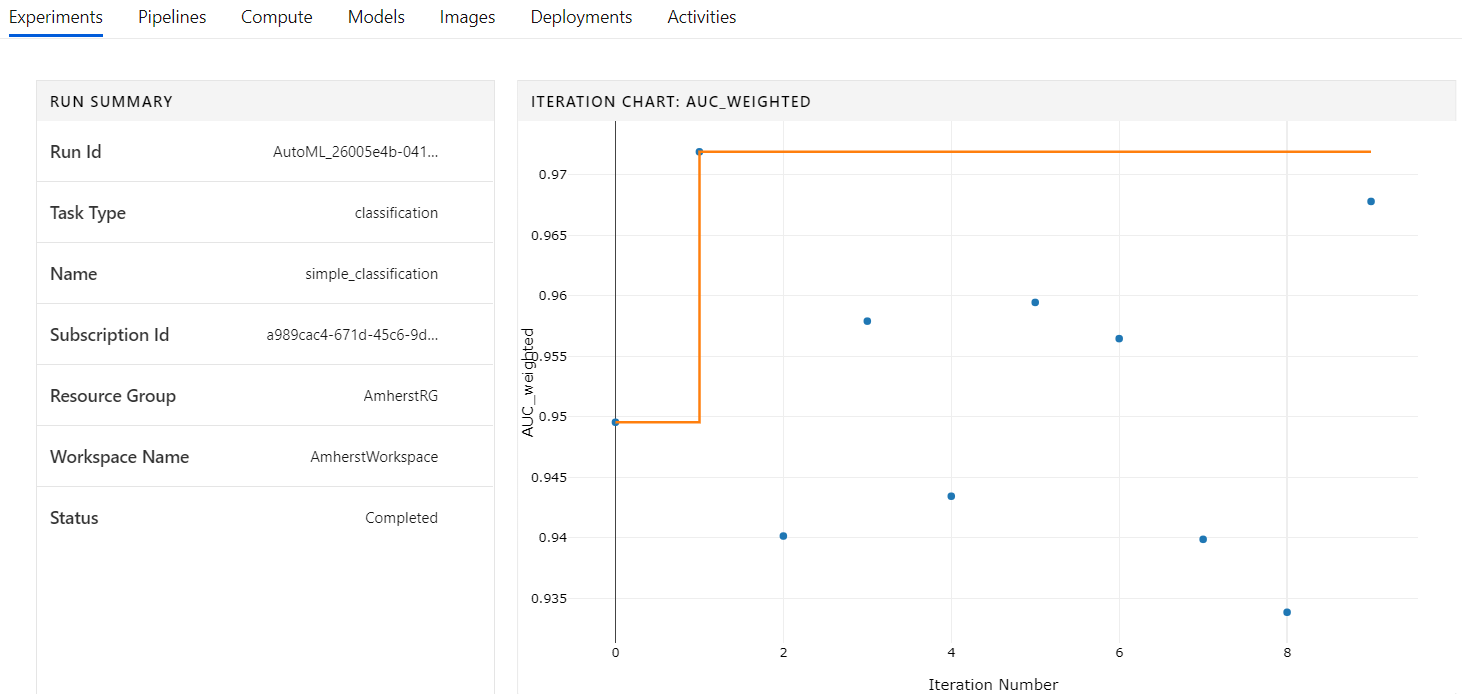 Experiments Pipelines Compute Models Images Deployments Activities
RUN SUMMARY
Run Id AutoML_26005e4b-041...
Task Type classification
Name simple_classification
Subscription Id a989cac4-671d-45c6-9d...
Resource Group AmherstRG
Workspace Name AmherstWorkspace
Status Completed
ITERATION CHART: AUC_WEIGHTED
AUC_weighted
0.97
0.965
0.96
0.955
0.95
0.945
0.94
0.935
0 2 4 6 8
Iteration Number